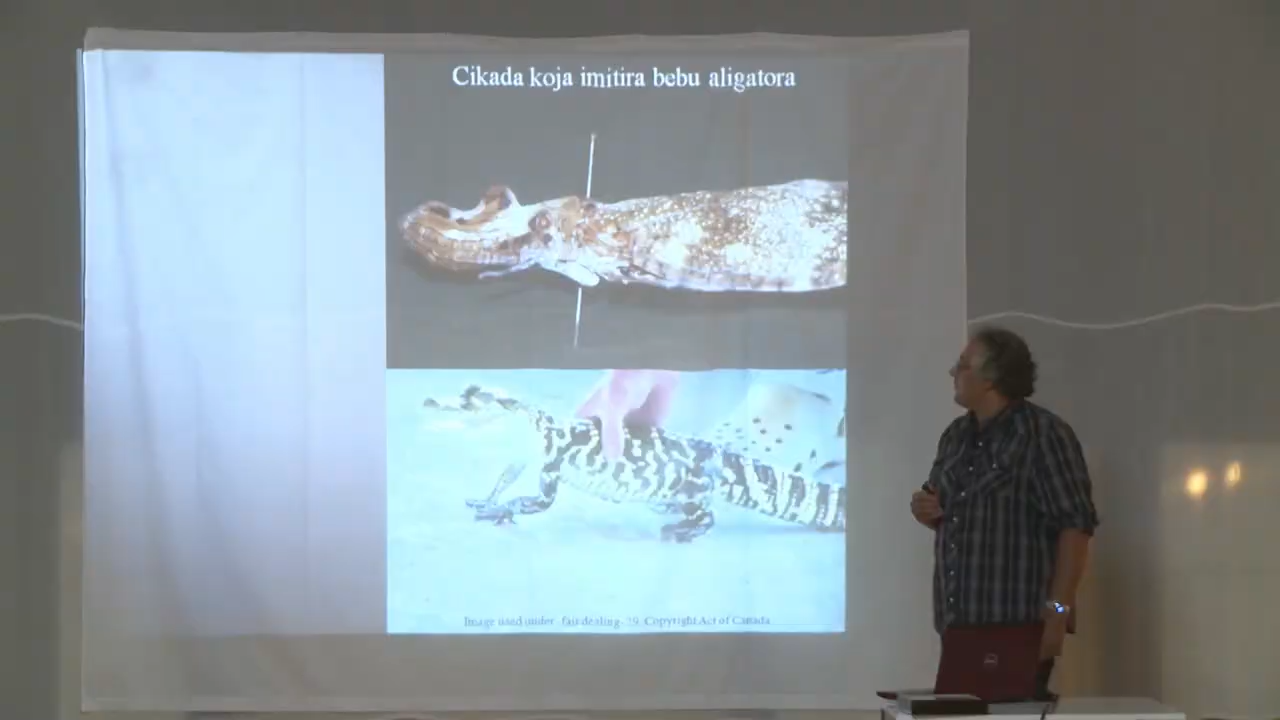 Cikada koja imitira bebu aligatora
Image used under fair dealing- 29. Copyright Act of Canada